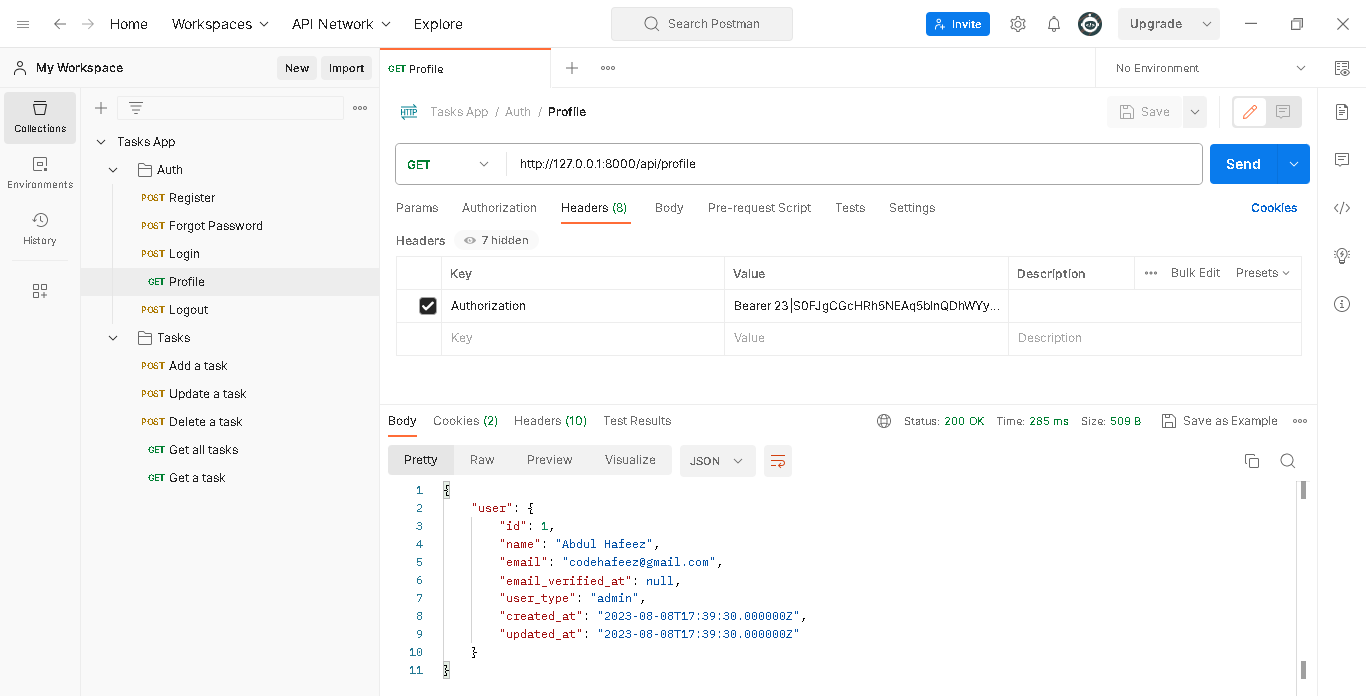 Home Workspaces API Network Explore Search Postman Invite Upgrade
My Workspace New Import GET Profile No Environment
Collections
Environments
History
Tasks App
Auth
POST Register
POST Forgot Password
POST Login
GET Profile
POST Logout
Tasks
POST Add a task
POST Update a task
POST Delete a task
GET Get all tasks
GET Get a task
HTTP Tasks App / Auth / Profile Save
GET http://127.0.0.1:8000/api/profile Send
Params Authorization Headers (8) Body Pre-request Script Tests Settings Cookies
Headers 7 hidden
Key Value Description Bulk Edit Presets
Authorization Bearer 23|S0FJgCGcHRh5NEAq5bInQDhWYy...
Key Value Description
Body Cookies (2) Headers (10) Test Results Status: 200 OK Time: 285 ms Size: 509 B Save as Example
Pretty Raw Preview Visualize JSON
1 {
2 "user": {
3 "id": 1,
4 "name": "Abdul Hafeez",
5 "email": "codehafeez@gmail.com",
6 "email_verified_at": null,
7 "user_type": "admin",
8 "created_at": "2023-08-08T17:39:30.000000Z",
9 "updated_at": "2023-08-08T17:39:30.000000Z"
10 }
11 }